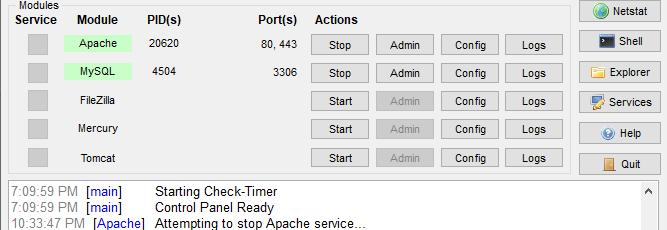 Modules
Service Module PID(s) Port(s) Actions
Apache 20620 80, 443 Stop Admin Config Logs
MySQL 4504 3306 Stop Admin Config Logs
FileZilla Start Admin Config Logs
Mercury Start Admin Config Logs
Tomcat Start Admin Config Logs
Netstat
Shell
Explorer
Services
Help
Quit
7:09:59 PM [main] Starting Check-Timer
7:09:59 PM [main] Control Panel Ready
10:33:47 PM [Apache] Attempting to stop Apache service...